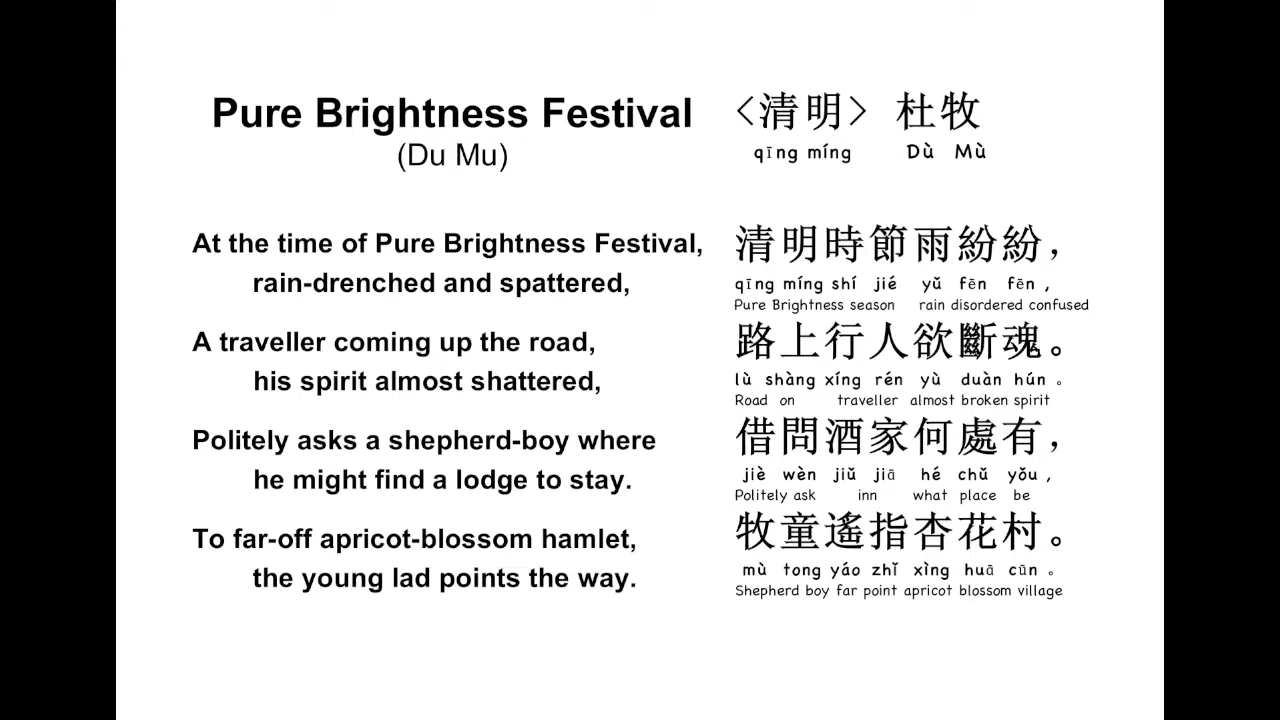 Pure Brightness Festival
(Du Mu)
At the time of Pure Brightness Festival,
rain-drenched and spattered,
A traveller coming up the road,
his spirit almost shattered,
Politely asks a shepherd-boy where
he might find a lodge to stay.
To far-off apricot-blossom hamlet,
the young lad points the way.
〈清明〉 杜牧
qīng míng Dù Mù
清明時節雨紛紛，
qīng míng shí jié yǔ fēn fēn ,
Pure Brightness season rain disordered confused
路上行人欲斷魂。
lù shàng xíng rén yù duàn hún 。
Road on traveller almost broken spirit
借問酒家何處有，
jiè wèn jiǔ jiā hé chǔ yǒu ,
Politely ask inn what place be
牧童遙指杏花村。
mù tong yáo zhǐ xìng huā cūn 。
Shepherd boy far point apricot blossom village